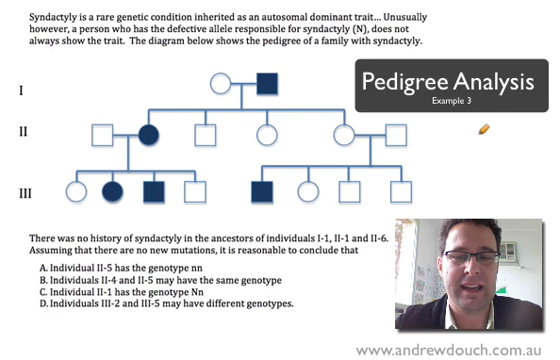 Syndactyly is a rare genetic condition inherited as an autosomal dominant trait... Unusually
however, a person who has the defective allele responsible for syndactyly (N), does not
always show the trait. The diagram below shows the pedigree of a family with syndactyly.
Pedigree Analysis
Example 3
I
II
III
There was no history of syndactyly in the ancestors of individuals I-1, II-1 and II-6.
Assuming that there are no new mutations, it is reasonable to conclude that
A. Individual II-5 has the genotype nn
B. Individuals II-4 and II-5 may have the same genotype
C. Individual II-1 has the genotype Nn
D. Individuals III-2 and III-5 may have different genotypes.
www.andrewdouch.com.au